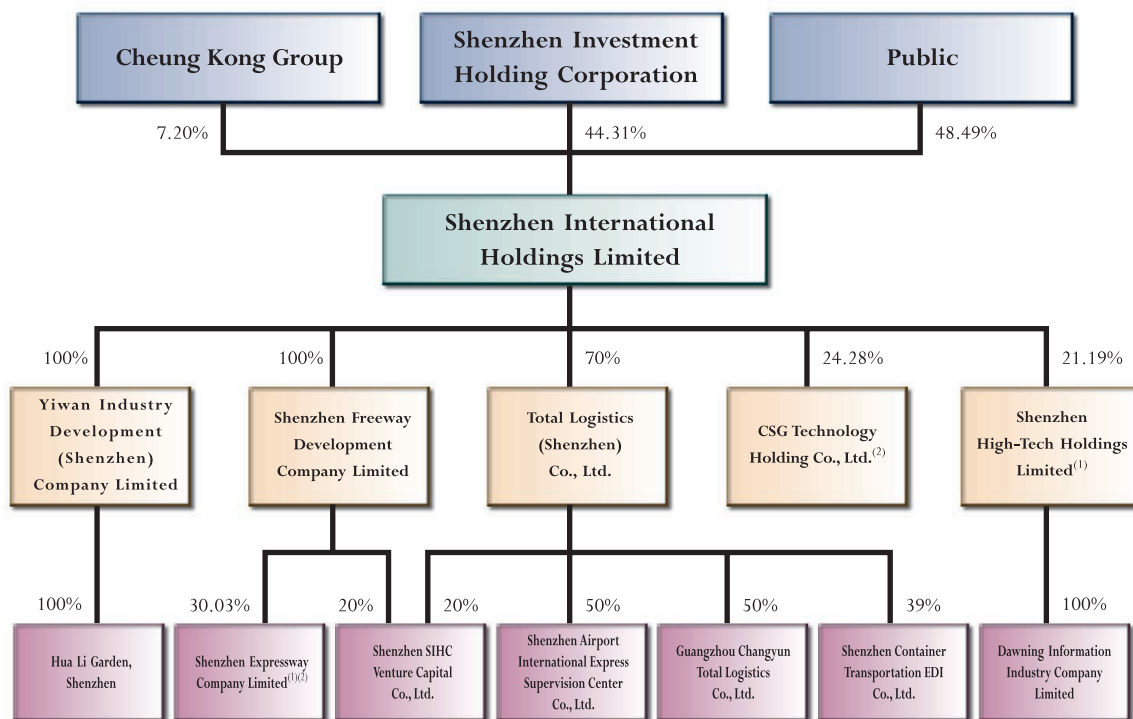 Cheung Kong Group
Shenzhen Investment
Holding Corporation
Public
7.20%
44.31%
48.49%
Shenzhen International
Holdings Limited
100%
100%
70%
24.28%
21.19%
Yiwan Industry
Development
(Shenzhen)
Company Limited
Shenzhen Freeway
Development
Company Limited
Total Logistics
(Shenzhen)
Co., Ltd.
CSG Technology
Holding Co., Ltd.(2)
Shenzhen
High-Tech Holdings
Limited(1)
100%
30.03%
20%
20%
50%
50%
39%
100%
Hua Li Garden,
Shenzhen
Shenzhen Expressway
Company Limited(1)(2)
Shenzhen SIHC
Venture Capital
Co., Ltd.
Shenzhen Airport
International Express
Supervision Center
Co., Ltd.
Guangzhou Changyun
Total Logistics
Co., Ltd.
Shenzhen Container
Transportation EDI
Co., Ltd.
Dawning Information
Industry Company
Limited